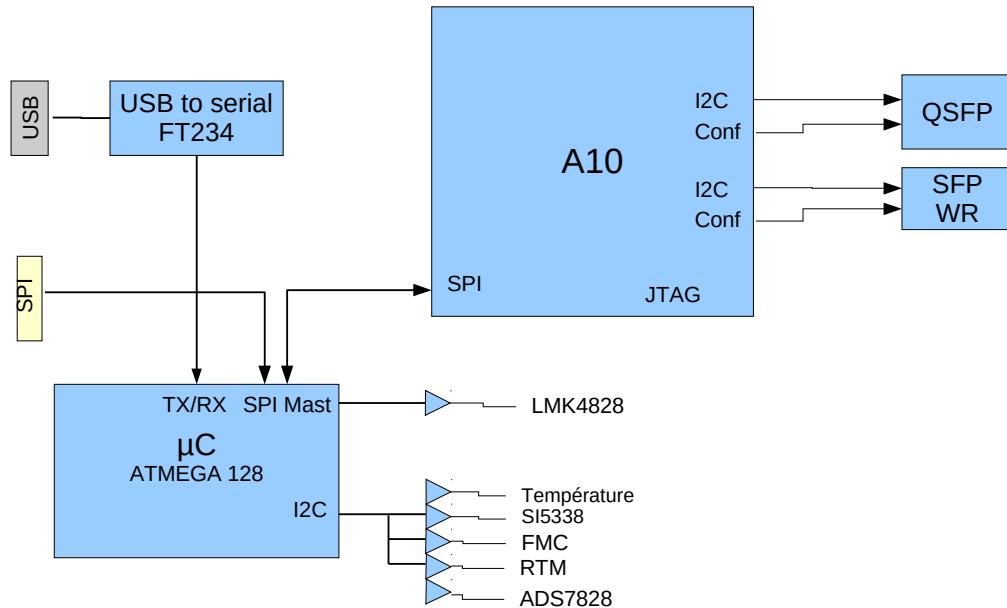 USB
USB to serial
FT234
A10
I2C
Conf
QSFP
I2C
Conf
SFP
WR
SPI
SPI
JTAG
TX/RX
SPI Mast
LMK4828
µC
ATMEGA 128
I2C
Température
SI5338
FMC
RTM
ADS7828